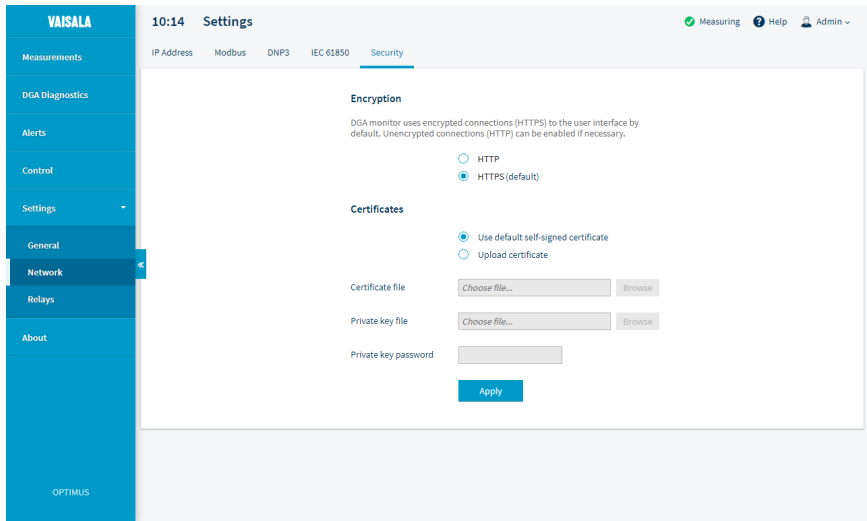 VAISALA
10:14 Settings
Measuring
Help
Admin
IP Address
Modbus
DNP3
IEC 61850
Security
Measurements
DGA Diagnostics
Alerts
Control
Settings
General
Network
Relays
About
OPTIMUS
«
Encryption
DGA monitor uses encrypted connections (HTTPS) to the user interface by
default. Unencrypted connections (HTTP) can be enabled if necessary.
HTTP
HTTPS (default)
Certificates
Use default self-signed certificate
Upload certificate
Certificate file
Choose file...
Browse
Private key file
Choose file...
Browse
Private key password
Apply